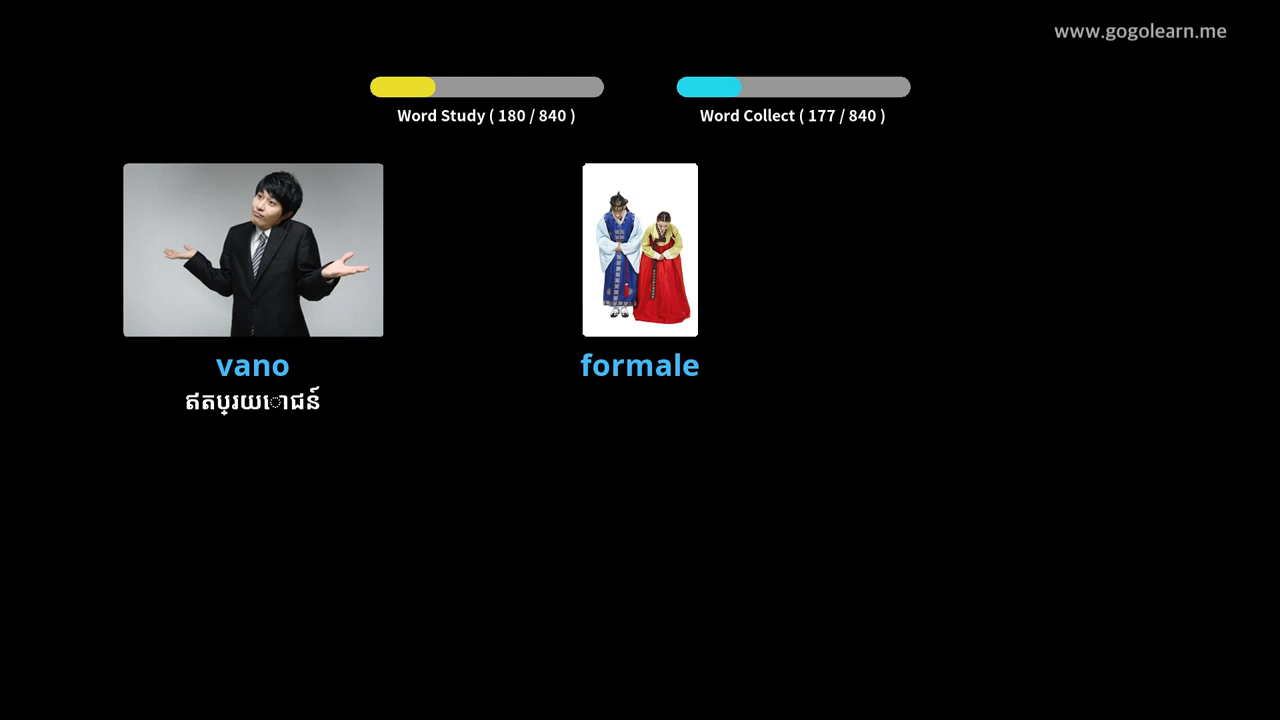 www.gogolearn.me
Word Study ( 180 / 840 )
Word Collect ( 177 / 840 )
vano
formale
ឥតប្រយោជន៍